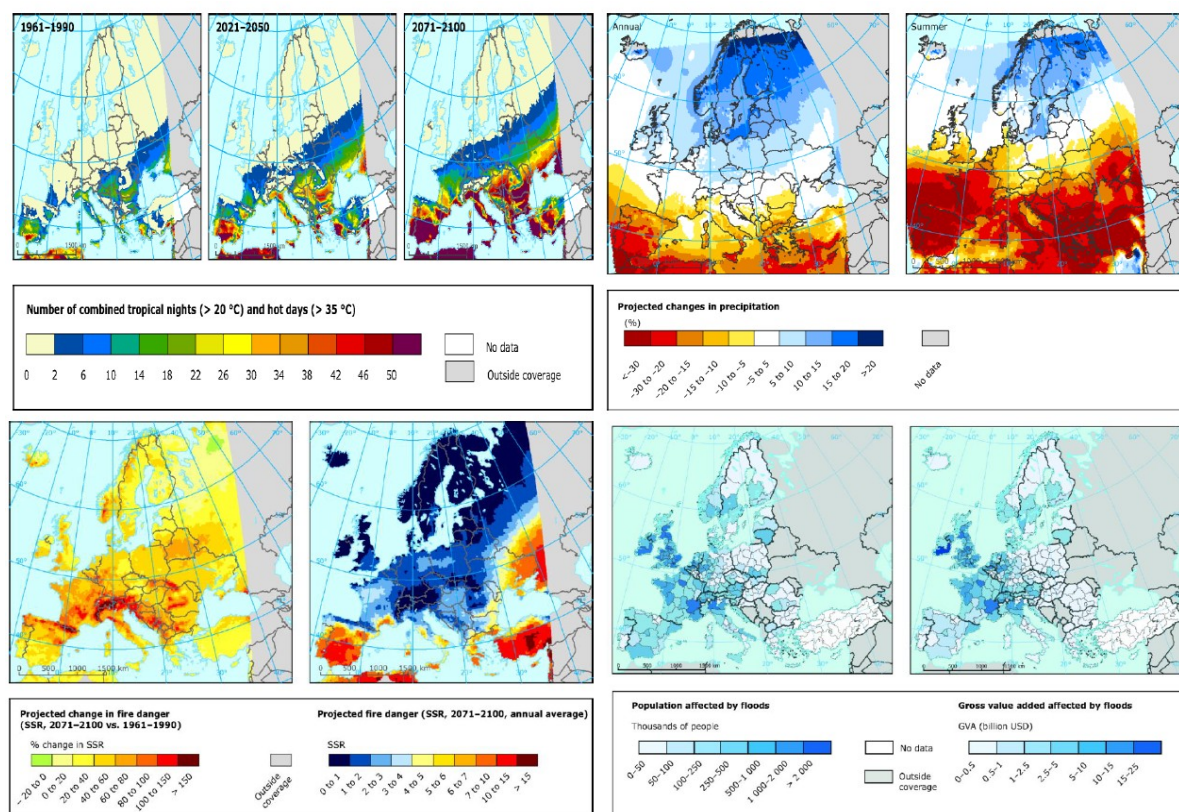 1961–1990
2021–2050
2071–2100
1500 km
Number of combined tropical nights (> 20 °C) and hot days (> 35 °C)
0 2 6 10 14 18 22 26 30 34 38 42 46 50
No data
Outside coverage
Annual
Summer
Projected changes in precipitation
(%)
<–30
–30 to –20
–20 to –15
–15 to –10
–10 to –5
–5 to 5
5 to 10
10 to 15
15 to 20
>20
No data
0 500 1000 1500 km
0 500 1000 1500 km
Projected change in fire danger
(SSR, 2071–2100 vs. 1961–1990)
% change in SSR
– 20 to 0
0 to 20
20 to 40
40 to 60
60 to 80
80 to 100
100 to 150
> 150
Outside
coverage
Projected fire danger (SSR, 2071–2100, annual average)
SSR
0 to 1
1 to 2
2 to 3
3 to 4
4 to 5
5 to 6
6 to 7
7 to 10
10 to 15
> 15
Population affected by floods
Thousands of people
0–50
50–100
100–250
250–500
500–1 000
1 000–2 000
> 2 000
No data
Outside
coverage
Gross value added affected by floods
GVA (billion USD)
0–0.5
0.5–1
1–2.5
2.5–5
5–10
10–15
15–25